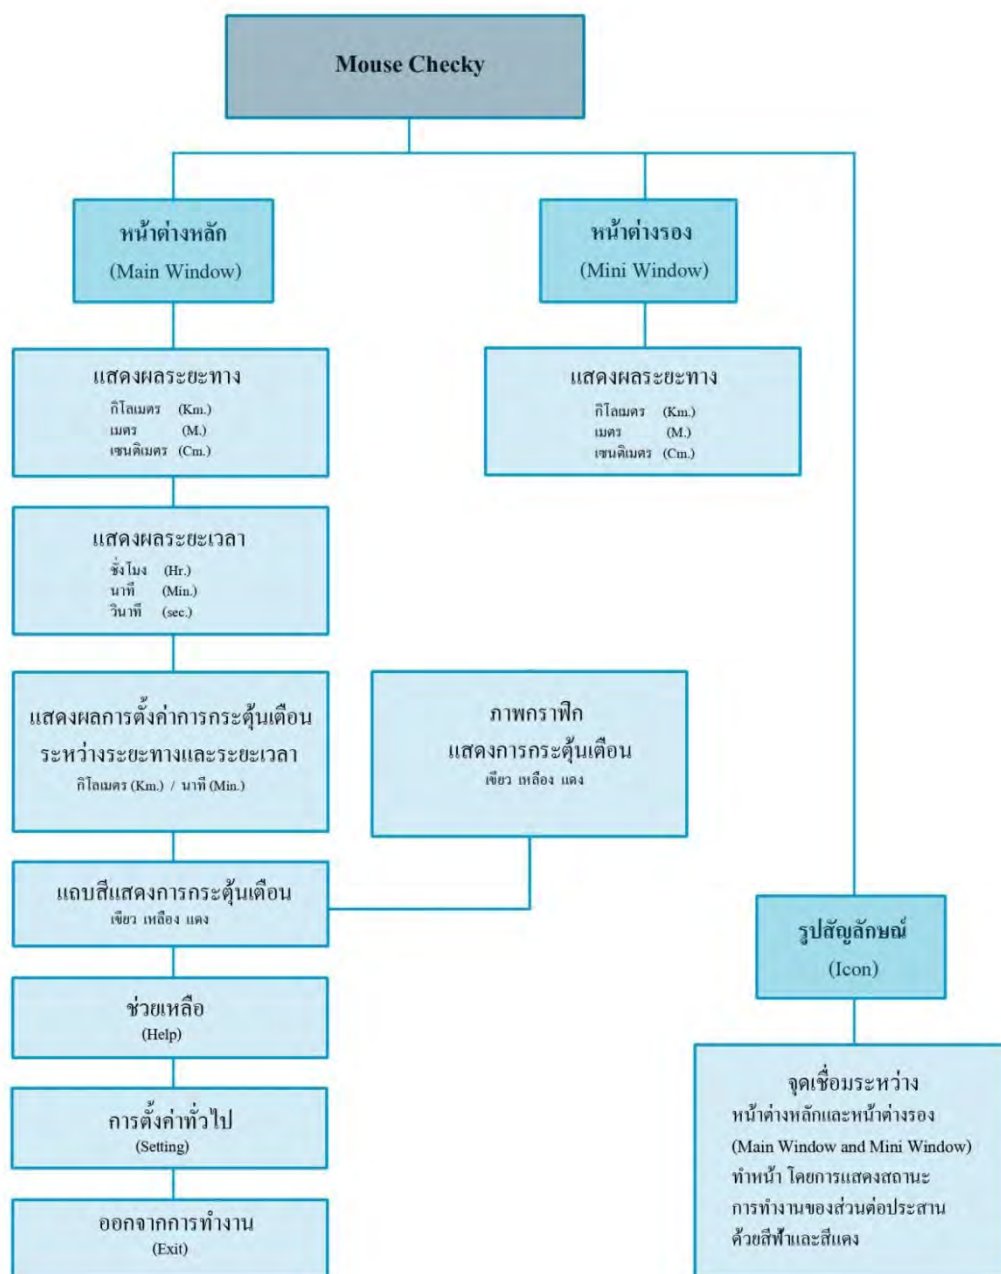 Mouse Checky
หน้าต่างหลัก
(Main Window)
แสดงผลระยะทาง
กิโลเมตร (Km.)
เมตร (M.)
เซนติเมตร (Cm.)
แสดงผลระยะเวลา
ชั่วโมง (Hr.)
นาที (Min.)
วินาที (sec.)
แสดงผลการตั้งค่าการกระตุ้นเตือน
ระหว่างระยะทางและระยะเวลา
กิโลเมตร (Km.) / นาที (Min.)
แถบสีแสดงการกระตุ้นเตือน
เขียว เหลือง แดง
ภาพกราฟิก
แสดงการกระตุ้นเตือน
เขียว เหลือง แดง
ช่วยเหลือ
(Help)
การตั้งค่าทั่วไป
(Setting)
ออกจากการทำงาน
(Exit)
หน้าต่างรอง
(Mini Window)
แสดงผลระยะทาง
กิโลเมตร (Km.)
เมตร (M.)
เซนติเมตร (Cm.)
รูปสัญลักษณ์
(Icon)
จุดเชื่อมระหว่าง
หน้าต่างหลักและหน้าต่างรอง
(Main Window and Mini Window)
ทำหน้า โดยการแสดงสถานะ
การทำงานของส่วนต่อประสาน
ด้วยสีฟ้าและสีแดง